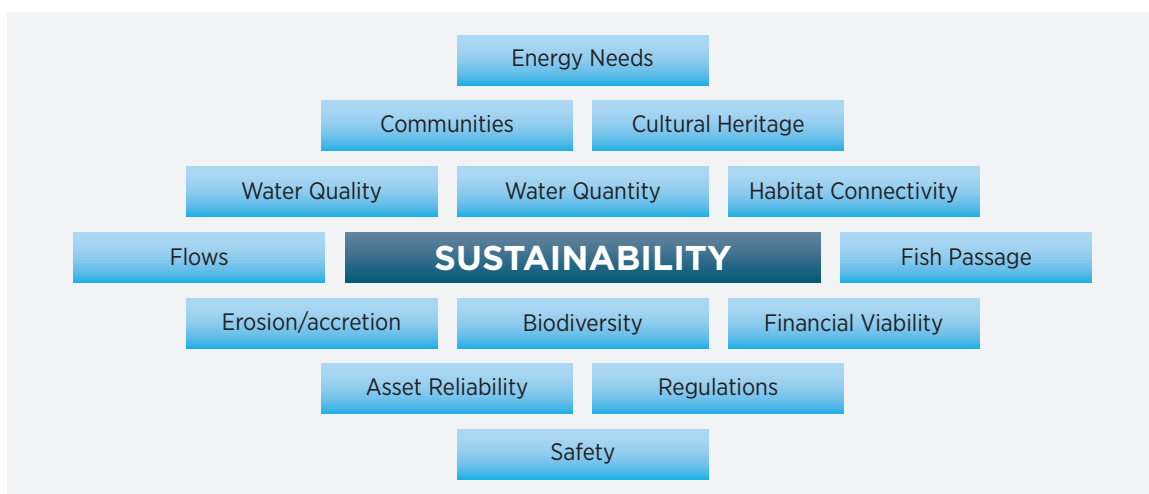 Energy Needs
Communities
Cultural Heritage
Water Quality
Water Quantity
Habitat Connectivity
Flows
SUSTAINABILITY
Fish Passage
Erosion/accretion
Biodiversity
Financial Viability
Asset Reliability
Regulations
Safety